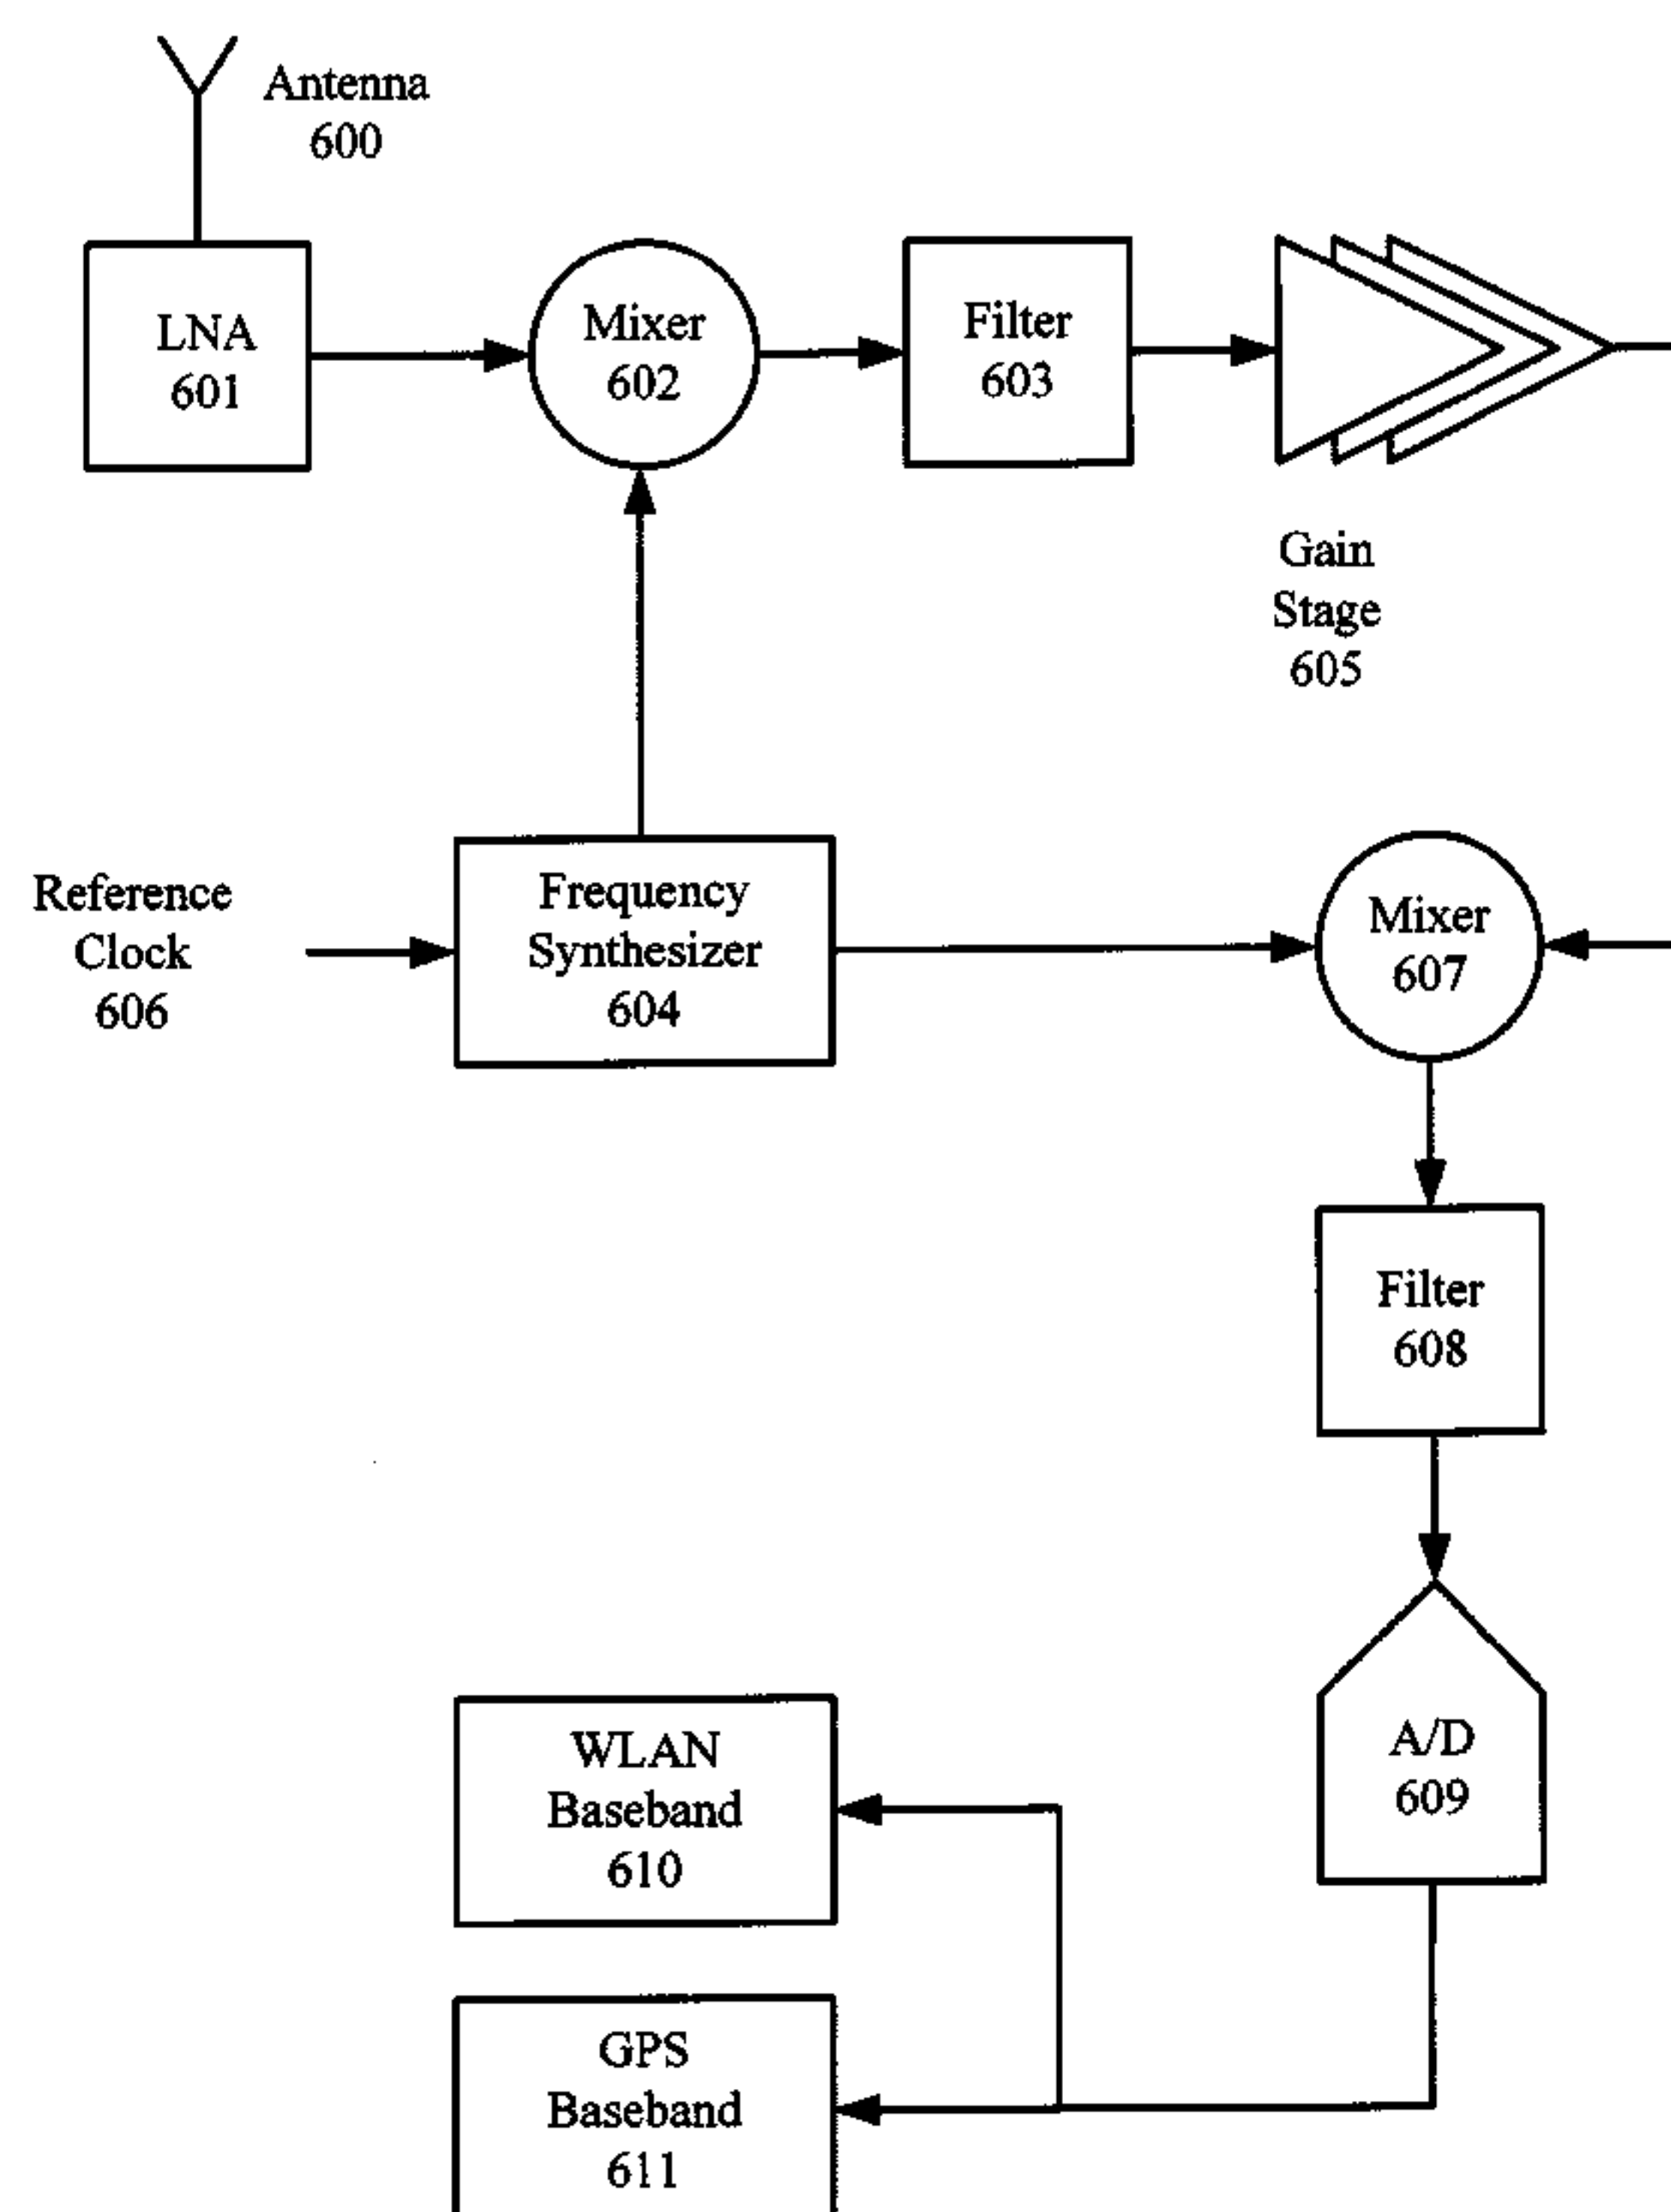 Antenna
600
LNA
601
Mixer
602
Filter
603
Gain
Stage
605
Reference
Clock
606
Frequency
Synthesizer
604
Mixer
607
Filter
608
A/D
609
WLAN
Baseband
610
GPS
Baseband
611